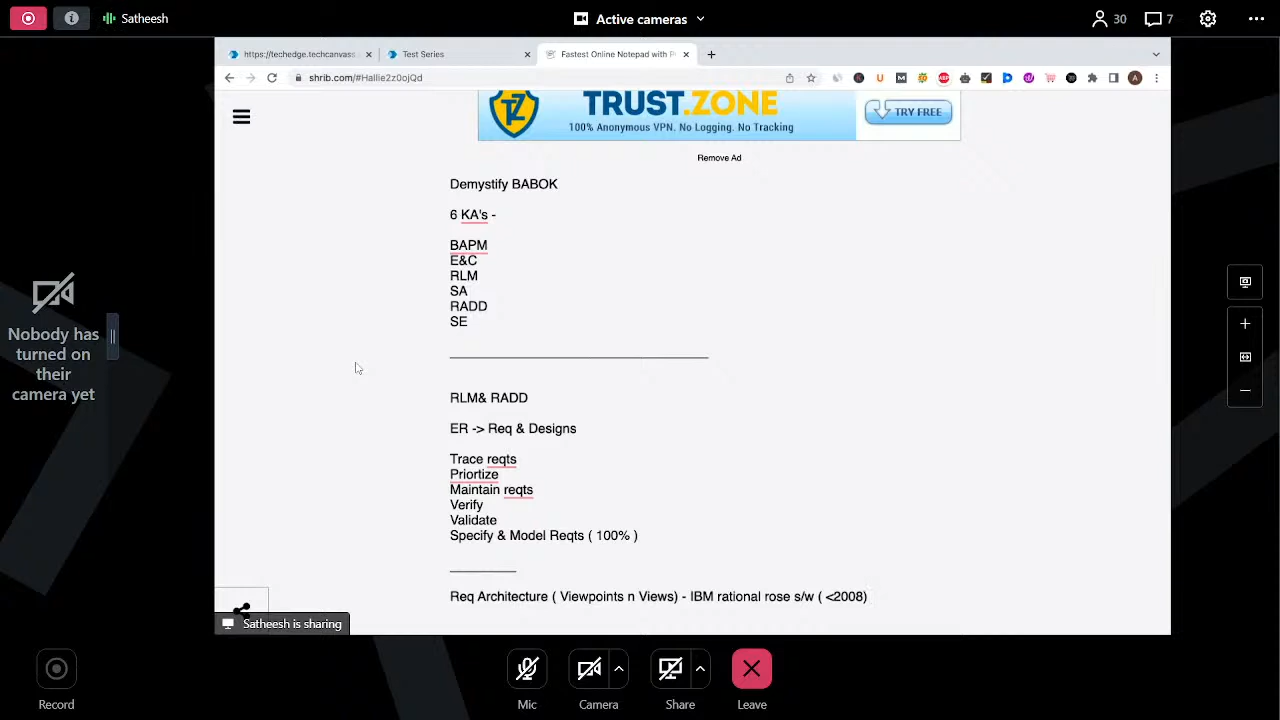 Satheesh
Active cameras
30
7
https://techedge.techcanvass
Test Series
Fastest Online Notepad with P
shrib.com/#Hallie2z0ojQd
TRUST.ZONE
100% Anonymous VPN. No Logging. No Tracking
TRY FREE
Remove Ad
Demystify BABOK
6 KA's -
BAPM
E&C
RLM
SA
RADD
SE
RLM& RADD
ER -> Req & Designs
Trace reqts
Priortize
Maintain reqts
Verify
Validate
Specify & Model Reqts ( 100% )
Req Architecture ( Viewpoints n Views) - IBM rational rose s/w ( <2008)
Nobody has
turned on
their
camera yet
Satheesh is sharing
Record
Mic
Camera
Share
Leave